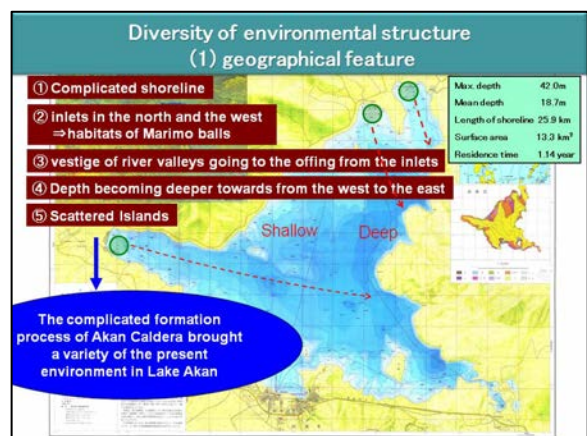 Diversity of environmental structure
(1) geographical feature
① Complicated shoreline
② inlets in the north and the west
⇒habitats of Marimo balls
③ vestige of river valleys going to the offing from the inlets
④ Depth becoming deeper towards from the west to the east
⑤ Scattered Islands
Max. depth 42.0m
Mean depth 18.7m
Length of shoreline 25.9 km
Surface area 13.3 km²
Residence time 1.14 year
Shallow Deep
The complicated formation
process of Akan Caldera brought
a variety of the present
environment in Lake Akan